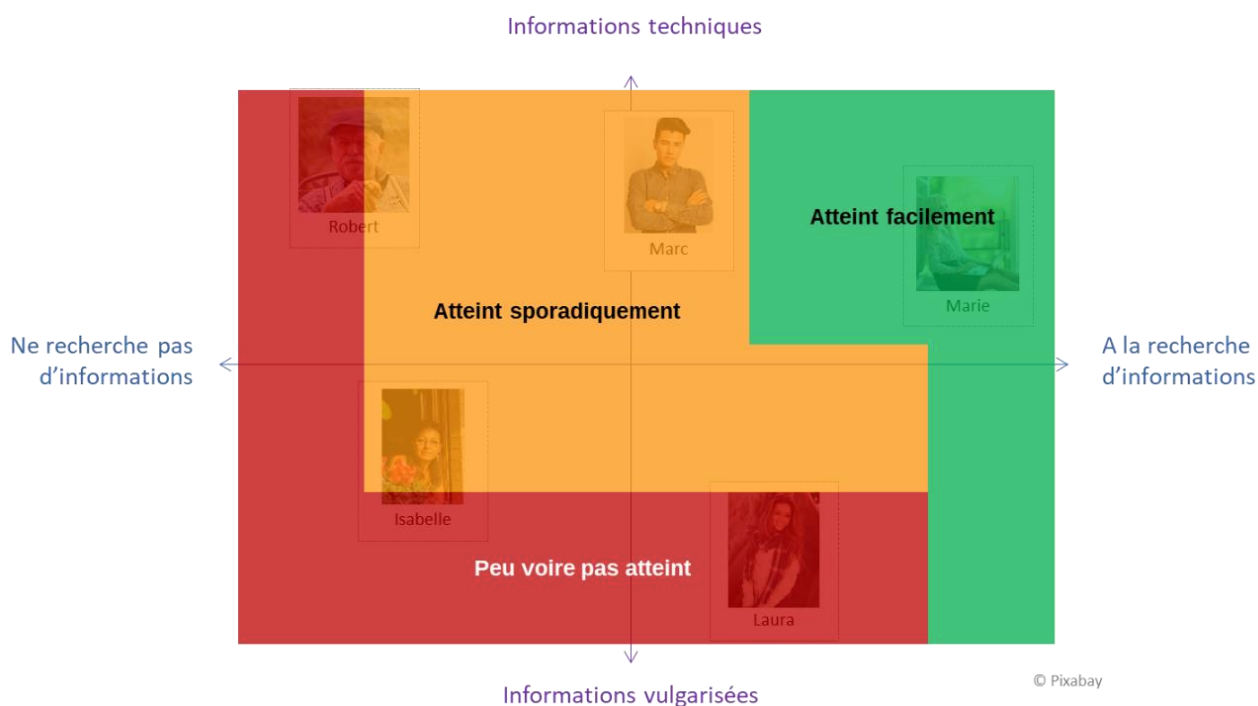 Informations techniques
Robert
Marc
Atteint facilement
Marie
Atteint sporadiquement
Ne recherche pas
d'informations
A la recherche
d'informations
Isabelle
Peu voire pas atteint
Laura
© Pixabay
Informations vulgarisées